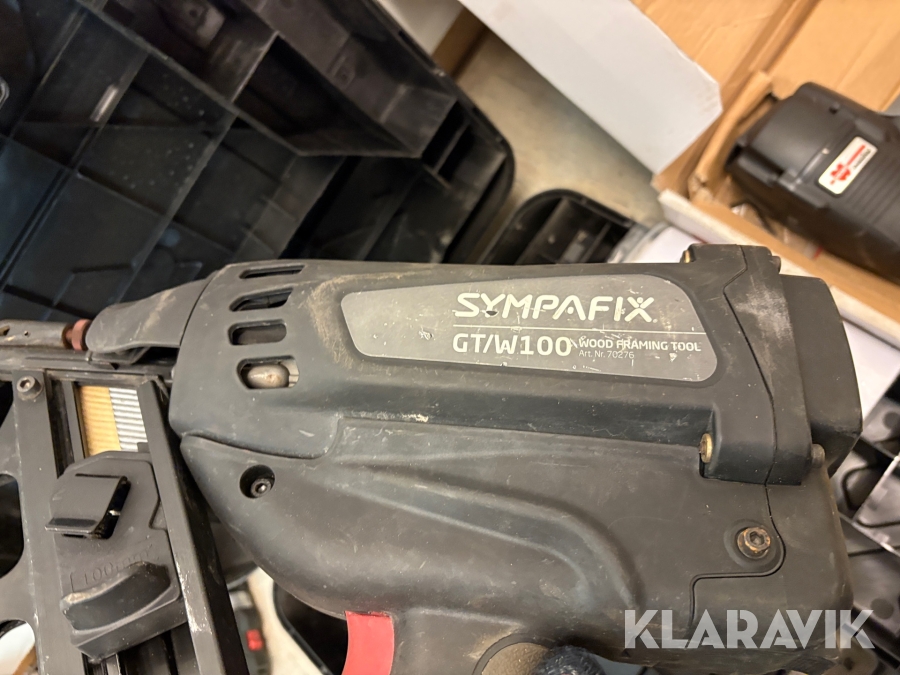 SYMPAFIX
GT/W100 WOOD FRAMING TOOL
Art. Nr. 70276
KLARAVIK